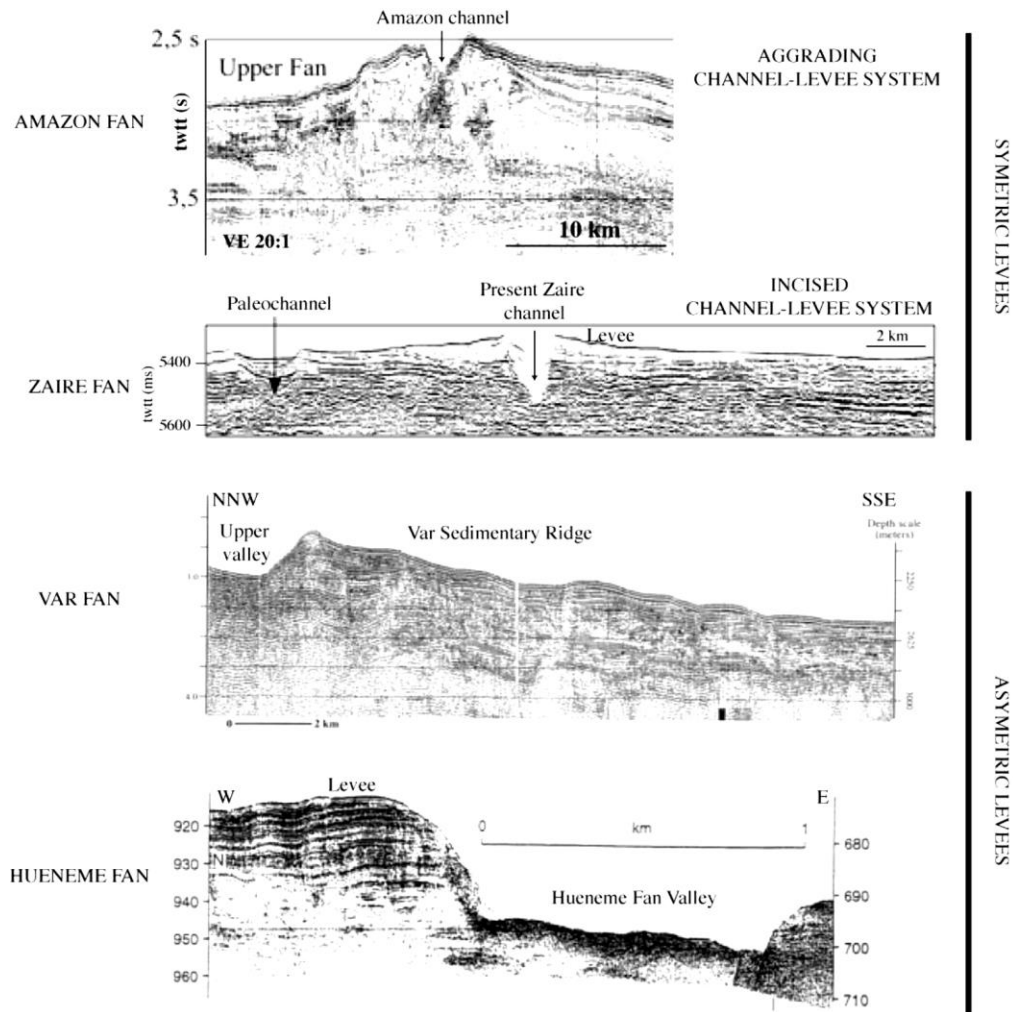 Amazon channel
2,5 s
Upper Fan
AGGRADING
CHANNEL-LEVEE SYSTEM
AMAZON FAN
twtt (s)
3,5
VE 20:1
10 km
SYMETRIC LEVEES
Paleochannel
Present Zaire
channel
INCISED
CHANNEL-LEVEE SYSTEM
Levee
2 km
5400
ZAIRE FAN
twtt (ms)
5600
NNW
SSE
Upper
valley
Var Sedimentary Ridge
Depth scale
(meters)
2250
VAR FAN
4.0
0
2 km
ASYMETRIC LEVEES
W
Levee
E
920
0
km
1
680
930
HUENEME FAN
690
940
Hueneme Fan Valley
950
700
960
710